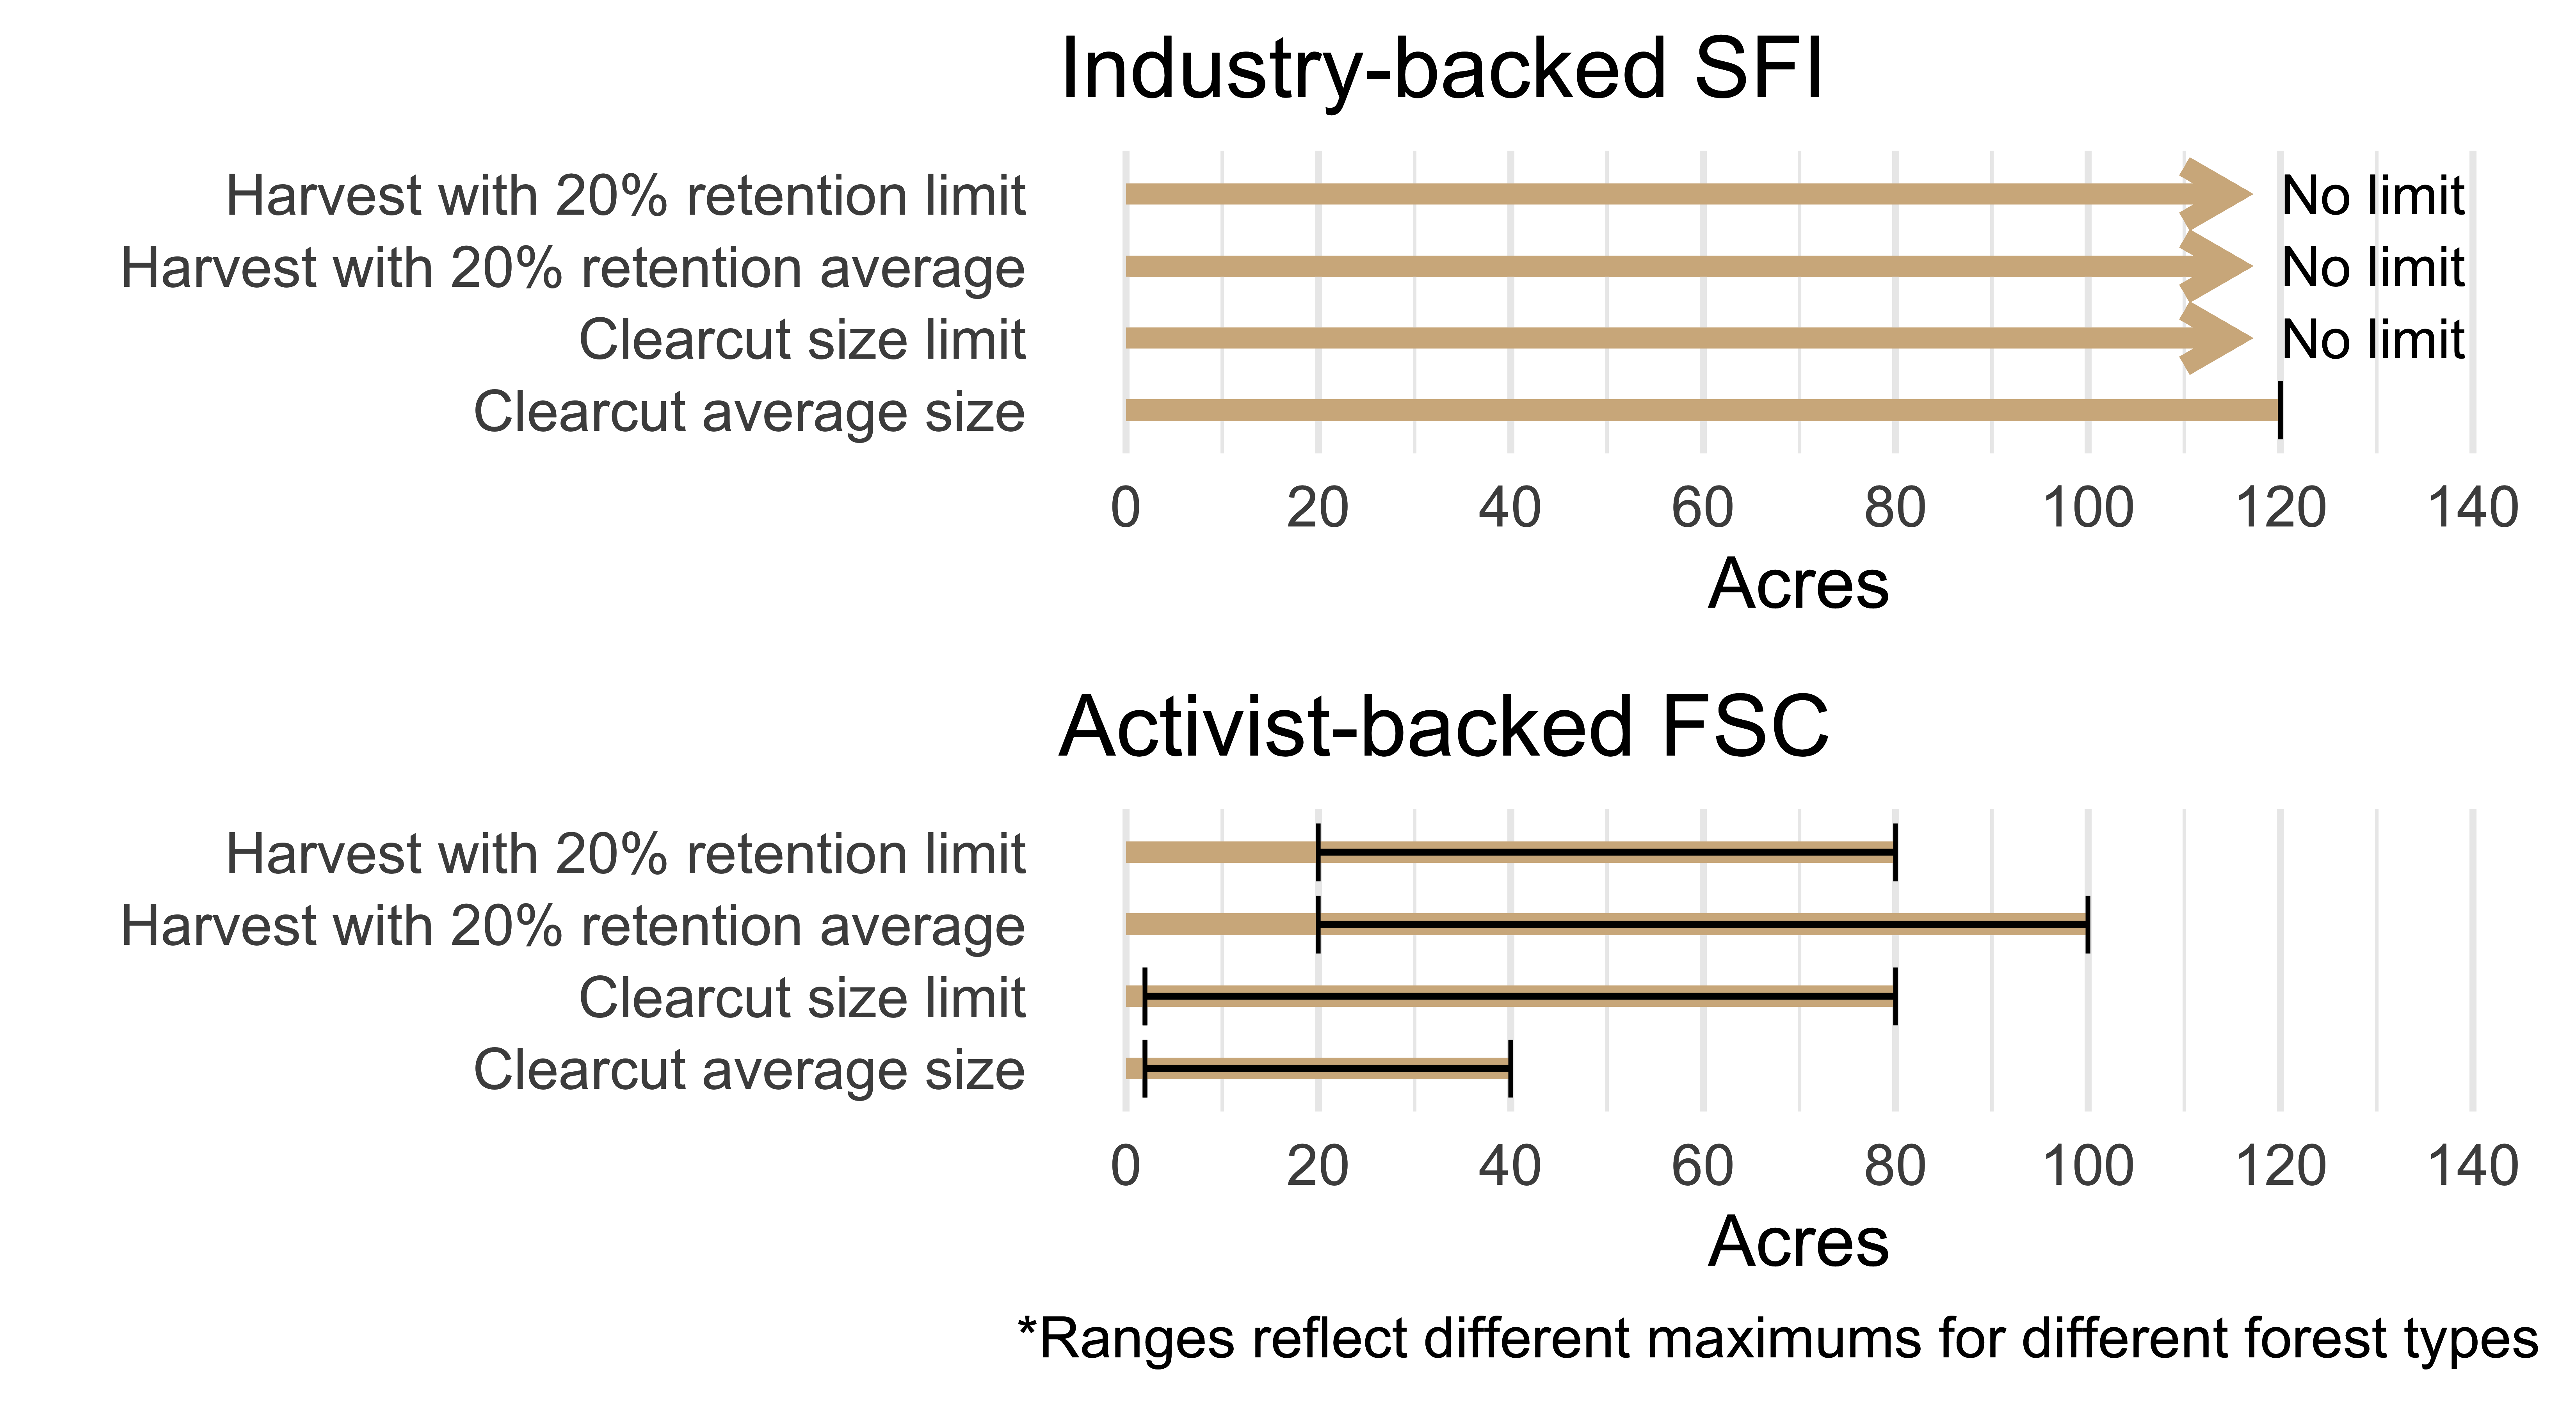 Industry-backed SFI
Harvest with 20% retention limit
No limit
Harvest with 20% retention average
No limit
Clearcut size limit
No limit
Clearcut average size
0 20 40 60 80 100 120 140
Acres
Activist-backed FSC
Harvest with 20% retention limit
Harvest with 20% retention average
Clearcut size limit
Clearcut average size
0 20 40 60 80 100 120 140
Acres
*Ranges reflect different maximums for different forest types